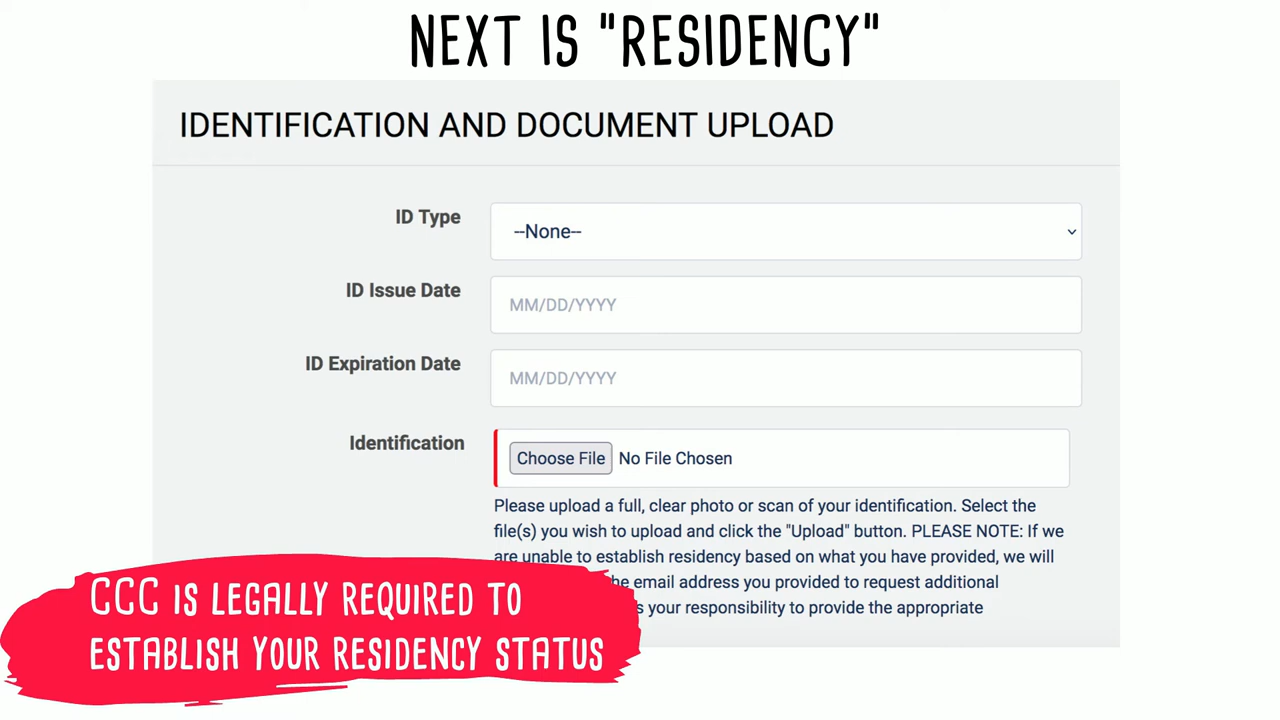 NEXT IS "RESIDENCY"
IDENTIFICATION AND DOCUMENT UPLOAD
ID Type
--None--
ID Issue Date
MM/DD/YYYY
ID Expiration Date
MM/DD/YYYY
Identification
Choose File No File Chosen
Please upload a full, clear photo or scan of your identification. Select the
file(s) you wish to upload and click the "Upload" button. PLEASE NOTE: If we
are unable to establish residency based on what you have provided, we will
the email address you provided to request additional
your responsibility to provide the appropriate
CCC IS LEGALLY REQUIRED TO
ESTABLISH YOUR RESIDENCY STATUS